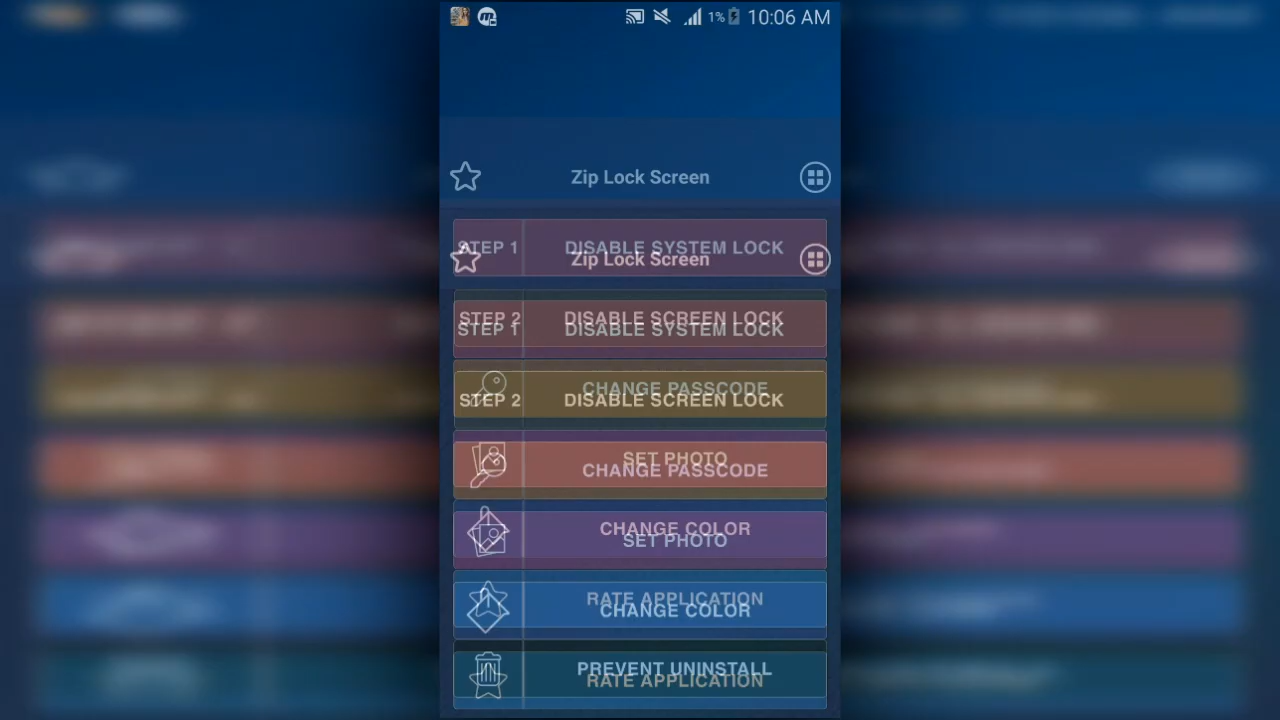 1% 10:06 AM
Zip Lock Screen
STEP 1 DISABLE SYSTEM LOCK
Zip Lock Screen
STEP 2 DISABLE SCREEN LOCK
STEP 1 DISABLE SYSTEM LOCK
CHANGE PASSCODE
STEP 2 DISABLE SCREEN LOCK
SET PHOTO
CHANGE PASSCODE
CHANGE COLOR
SET PHOTO
RATE APPLICATION
CHANGE COLOR
PREVENT UNINSTALL
RATE APPLICATION